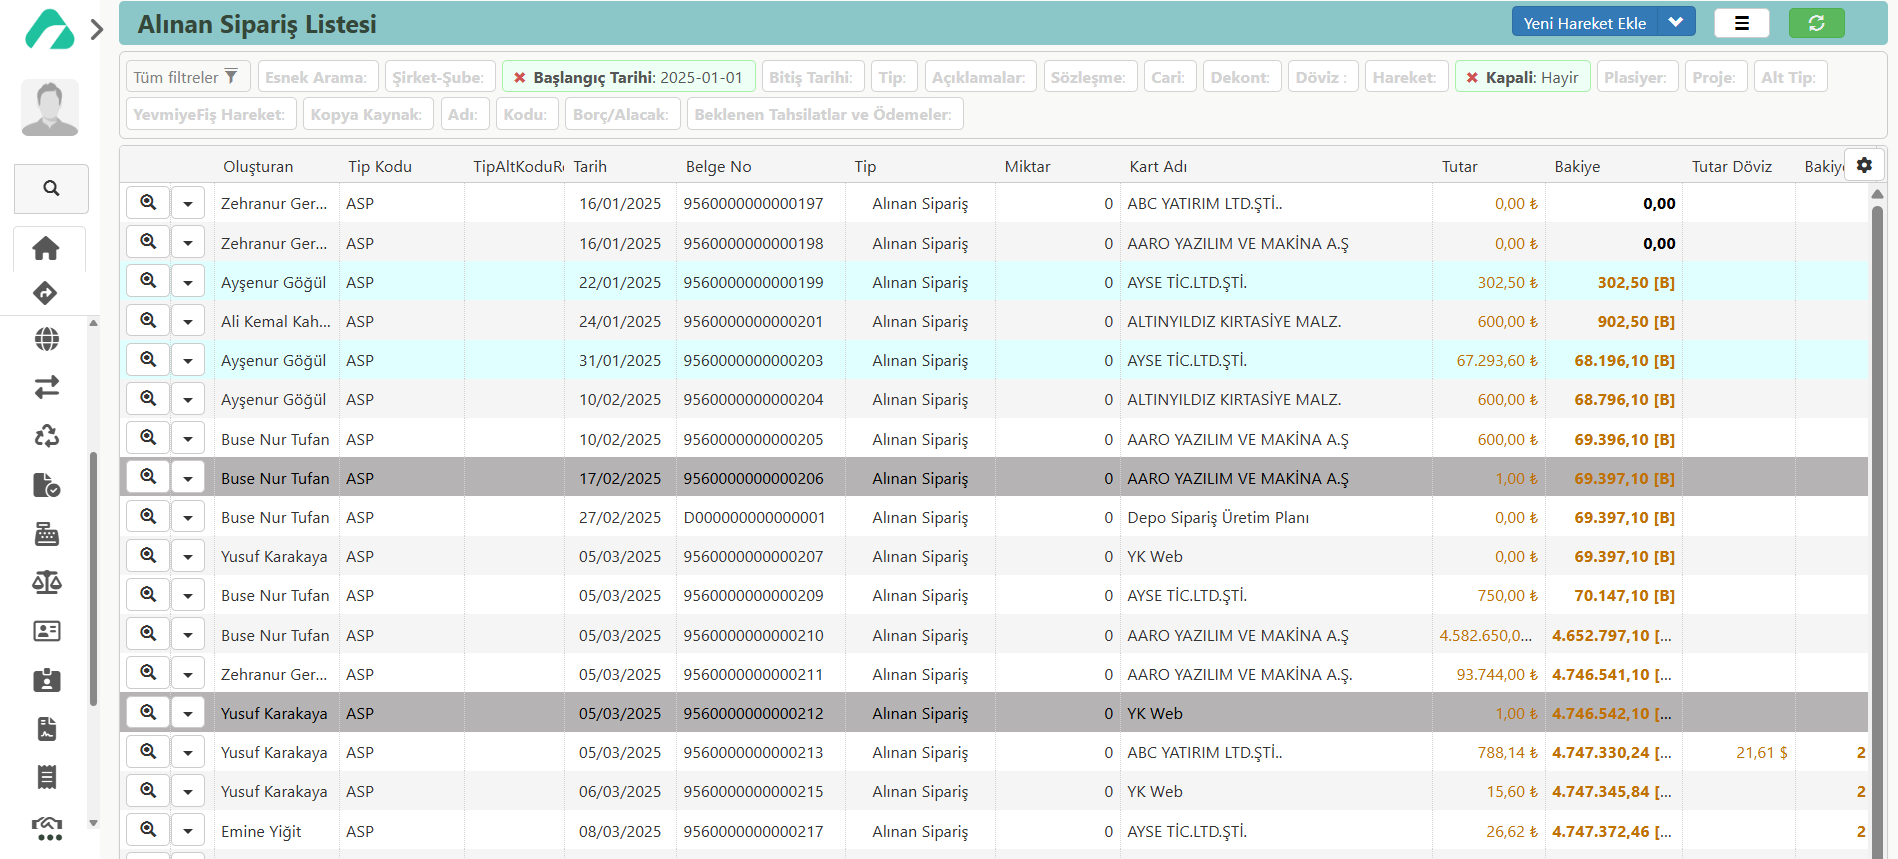 Alınan Sipariş Listesi
Yeni Hareket Ekle
Tüm filtreler Esnek Arama: Şirket-Şube: Başlangıç Tarihi: 2025-01-01 Bitiş Tarihi: Tip: Açıklamalar: Sözleşme: Cari: Dekont: Döviz : Hareket: Kapali: Hayir Plasiyer: Proje: Alt Tip:
YevmiyeFiş Hareket: Kopya Kaynak: Adı: Kodu: Borç/Alacak: Beklenen Tahsilatlar ve Ödemeler:
Oluşturan Tip Kodu TipAltKoduR Tarih Belge No Tip Miktar Kart Adı Tutar Bakiye Tutar Döviz Bakiy
Zehranur Ger... ASP 16/01/2025 9560000000000197 Alınan Sipariş 0 ABC YATIRIM LTD.ŞTİ.. 0,00 ₺ 0,00
Zehranur Ger... ASP 16/01/2025 9560000000000198 Alınan Sipariş 0 AARO YAZILIM VE MAKİNA A.Ş 0,00 ₺ 0,00
Ayşenur Göğül ASP 22/01/2025 9560000000000199 Alınan Sipariş 0 AYSE TİC.LTD.ŞTİ. 302,50 ₺ 302,50 [B]
Ali Kemal Kah... ASP 24/01/2025 9560000000000201 Alınan Sipariş 0 ALTINYILDIZ KIRTASİYE MALZ. 600,00 ₺ 902,50 [B]
Ayşenur Göğül ASP 31/01/2025 9560000000000203 Alınan Sipariş 0 AYSE TİC.LTD.ŞTİ. 67.293,60 ₺ 68.196,10 [B]
Ayşenur Göğül ASP 10/02/2025 9560000000000204 Alınan Sipariş 0 ALTINYILDIZ KIRTASİYE MALZ. 600,00 ₺ 68.796,10 [B]
Buse Nur Tufan ASP 10/02/2025 9560000000000205 Alınan Sipariş 0 AARO YAZILIM VE MAKİNA A.Ş 600,00 ₺ 69.396,10 [B]
Buse Nur Tufan ASP 17/02/2025 9560000000000206 Alınan Sipariş 0 AARO YAZILIM VE MAKİNA A.Ş 1,00 ₺ 69.397,10 [B]
Buse Nur Tufan ASP 27/02/2025 D000000000000001 Alınan Sipariş 0 Depo Sipariş Üretim Planı 0,00 ₺ 69.397,10 [B]
Yusuf Karakaya ASP 05/03/2025 9560000000000207 Alınan Sipariş 0 YK Web 0,00 ₺ 69.397,10 [B]
Buse Nur Tufan ASP 05/03/2025 9560000000000209 Alınan Sipariş 0 AYSE TİC.LTD.ŞTİ. 750,00 ₺ 70.147,10 [B]
Buse Nur Tufan ASP 05/03/2025 9560000000000210 Alınan Sipariş 0 AARO YAZILIM VE MAKİNA A.Ş 4.582.650,0... 4.652.797,10 [...
Zehranur Ger... ASP 05/03/2025 9560000000000211 Alınan Sipariş 0 AARO YAZILIM VE MAKİNA A.Ş. 93.744,00 ₺ 4.746.541,10 [...
Yusuf Karakaya ASP 05/03/2025 9560000000000212 Alınan Sipariş 0 YK Web 1,00 ₺ 4.746.542,10 [...
Yusuf Karakaya ASP 05/03/2025 9560000000000213 Alınan Sipariş 0 ABC YATIRIM LTD.ŞTİ.. 788,14 ₺ 4.747.330,24 [... 21,61 $ 2
Yusuf Karakaya ASP 06/03/2025 9560000000000215 Alınan Sipariş 0 YK Web 15,60 ₺ 4.747.345,84 [... 2
Emine Yiğit ASP 08/03/2025 9560000000000217 Alınan Sipariş 0 AYSE TİC.LTD.ŞTİ. 26,62 ₺ 4.747.372,46 [... 2